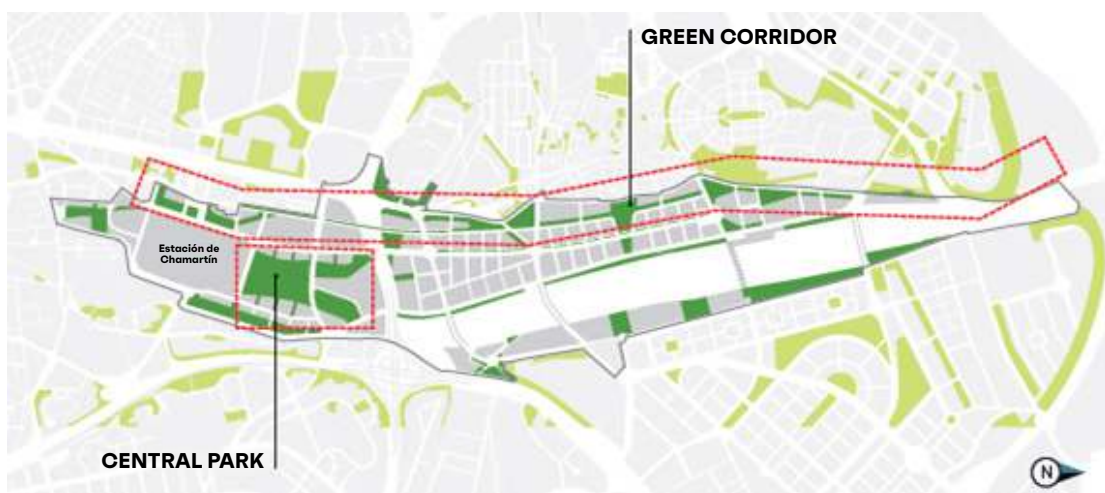 GREEN CORRIDOR
Estación de
Chamartín
CENTRAL PARK
N